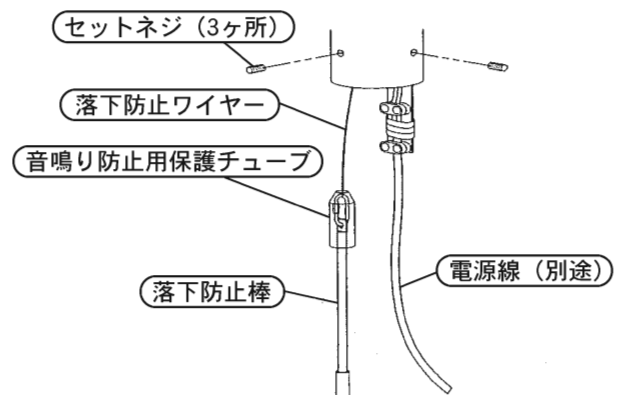 セットネジ（3ヶ所）
落下防止ワイヤー
音鳴り防止用保護チューブ
電源線（別途）
落下防止棒